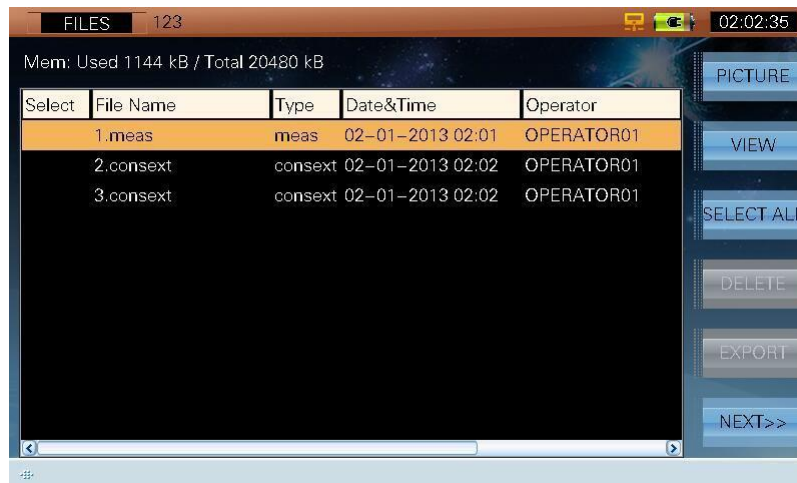 FILES 123 02:02:35
Mem: Used 1144 kB / Total 20480 kB
PICTURE
Select File Name Type Date&Time Operator
1.meas meas 02-01-2013 02:01 OPERATOR01
VIEW
2.consext consext 02-01-2013 02:02 OPERATOR01
3.consext consext 02-01-2013 02:02 OPERATOR01
SELECT ALL
DELETE
EXPORT
NEXT>>